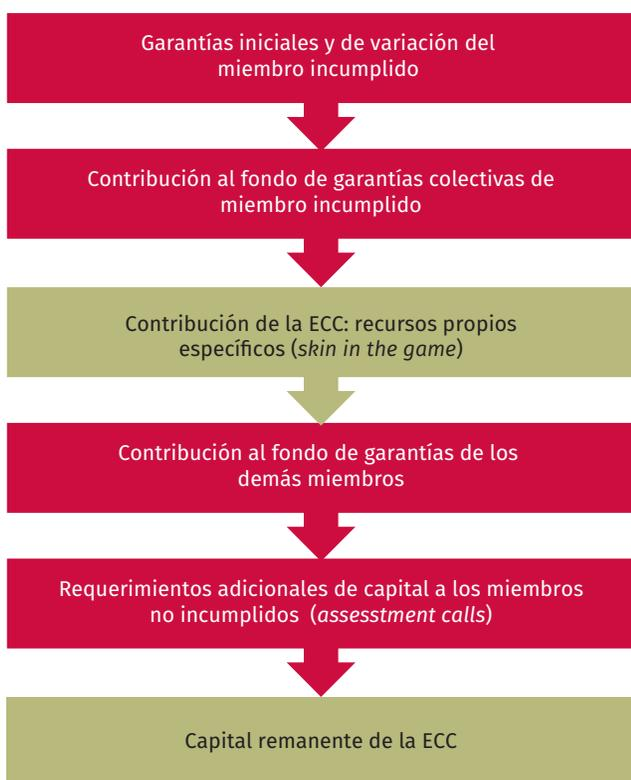 Garantías iniciales y de variación del
miembro incumplido
Contribución al fondo de garantías colectivas de
miembro incumplido
Contribución de la ECC: recursos propios
específicos (skin in the game)
Contribución al fondo de garantías de los
demás miembros
Requerimientos adicionales de capital a los miembros
no incumplidos (assesstment calls)
Capital remanente de la ECC